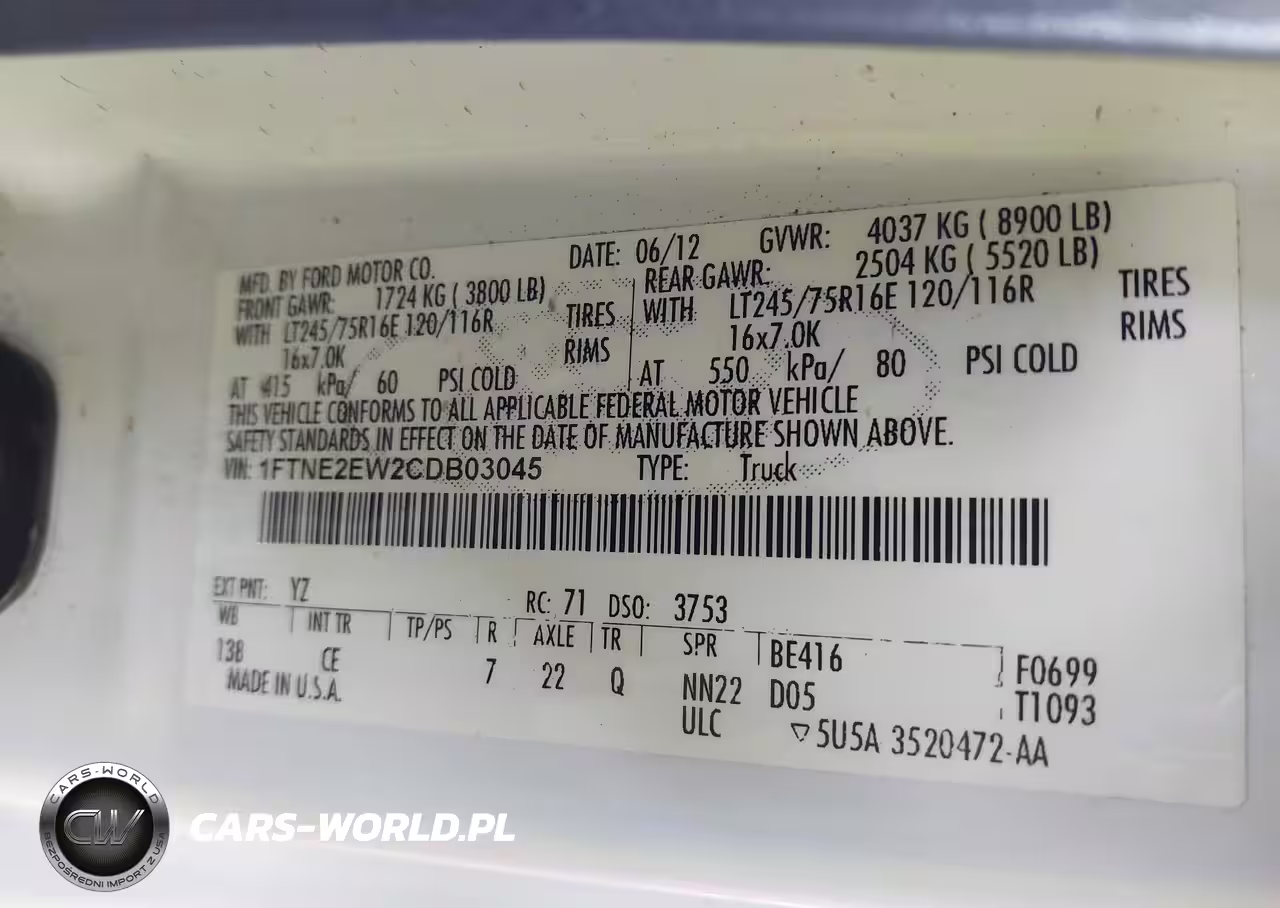 MFD. BY FORD MOTOR CO. DATE: 06/12 GVWR: 4037 KG ( 8900 LB)
FRONT GAWR: 1724 KG ( 3800 LB) REAR GAWR: 2504 KG ( 5520 LB)
WITH LT245/75R16E 120/116R TIRES WITH LT245/75R16E 120/116R TIRES
16x7.0K RIMS 16x7.0K RIMS
AT 415 kPa/ 60 PSI COLD AT 550 kPa/ 80 PSI COLD
THIS VEHICLE CONFORMS TO ALL APPLICABLE FEDERAL MOTOR VEHICLE
SAFETY STANDARDS IN EFFECT ON THE DATE OF MANUFACTURE SHOWN ABOVE.
VIN: 1FTNE2EW2CDB03045 TYPE: Truck
EXT PNT: YZ RC: 71 DSO: 3753
WB INT TR TP/PS R AXLE TR SPR BE416 F0699
138 CE 7 22 Q NN22 D05 T1093
MADE IN U.S.A. ULC ▽5U5A 3520472-AA
CARS-WORLD
CW
BEZPOŚREDNI IMPORT Z USA
CARS-WORLD.PL